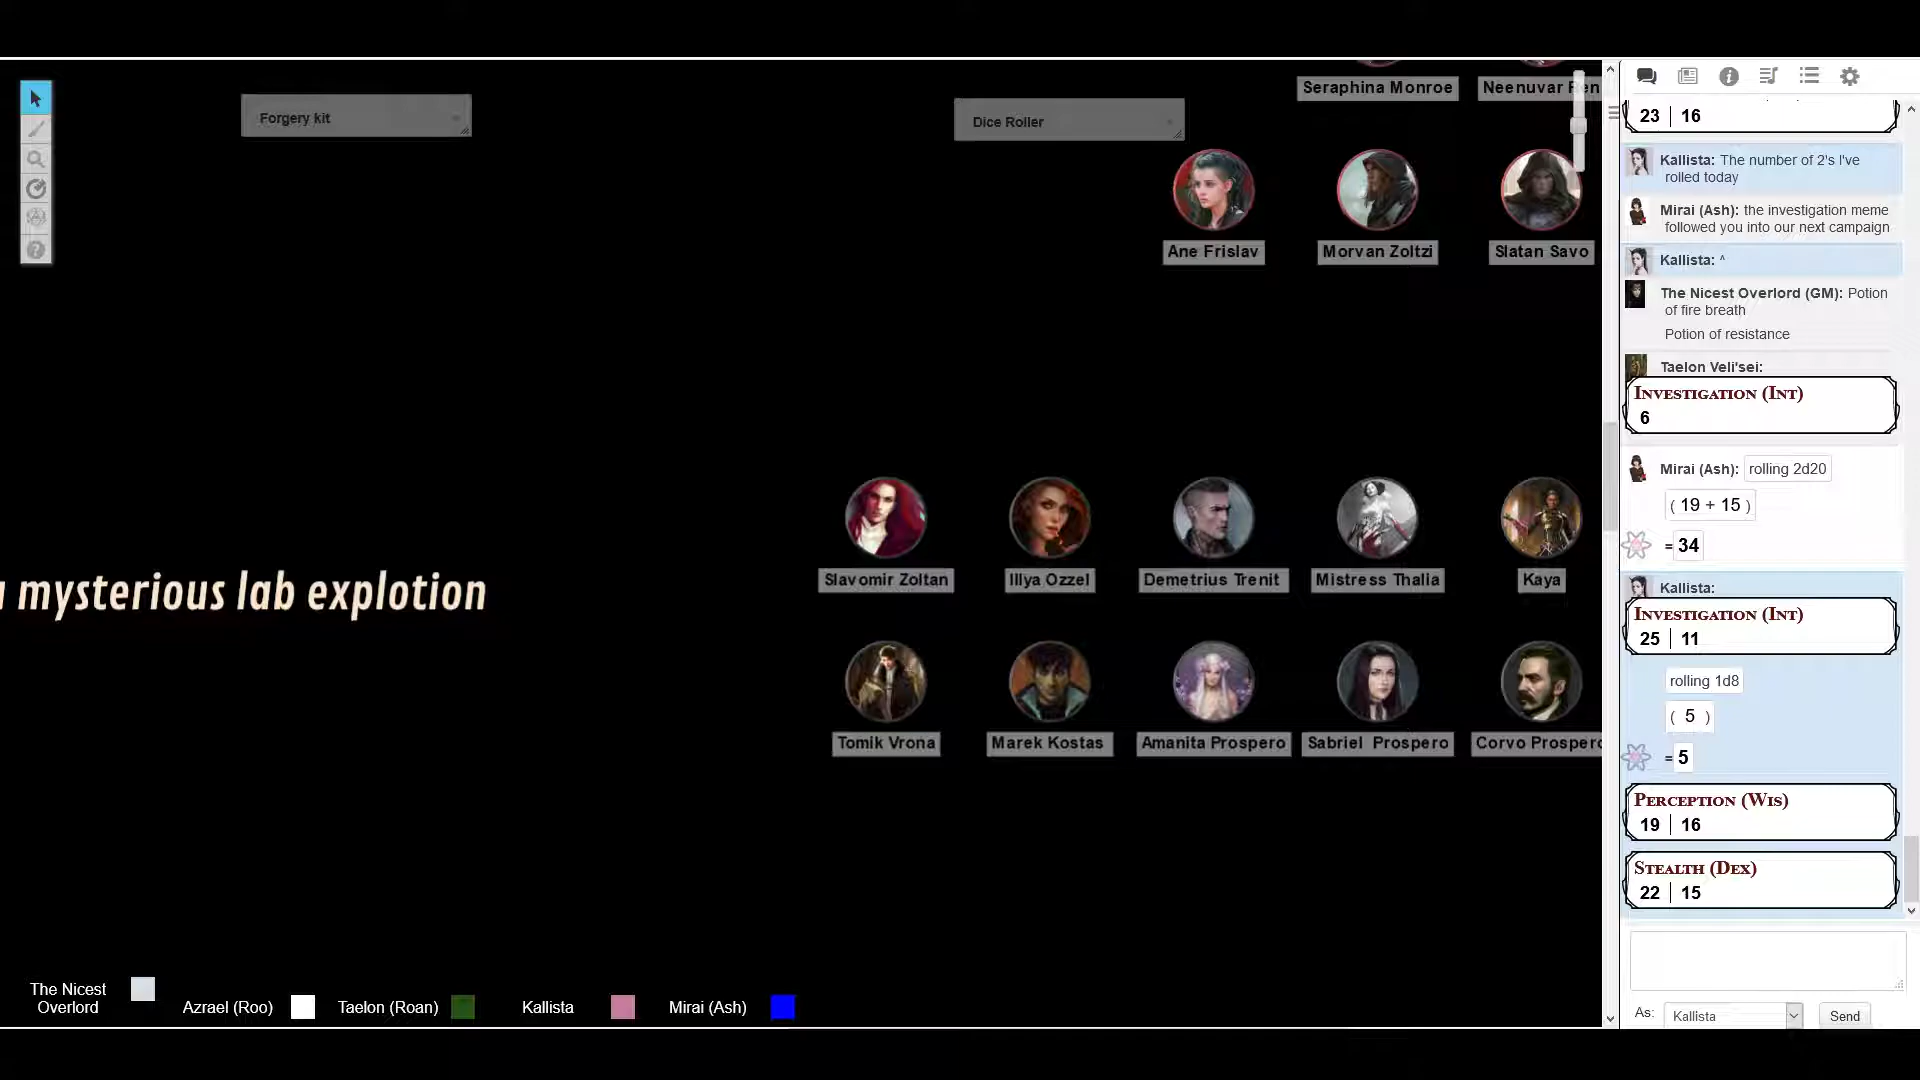 Forgery kit
Dice Roller
Seraphina Monroe
Neenuvar Ren
Ane Frislav
Morvan Zoltzi
Slatan Savo
mysterious lab explotion
Slavomir Zoltan
Illya Ozzel
Demetrius Trenit
Mistress Thalia
Kaya
Tomik Vrona
Marek Kostas
Amanita Prospero
Sabriel Prospero
Corvo Prospero
The Nicest
Overlord
Azrael (Roo)
Taelon (Roan)
Kallista
Mirai (Ash)
23 | 16
Kallista: The number of 2's I've
rolled today
Mirai (Ash): the investigation meme
followed you into our next campaign
Kallista: ^
The Nicest Overlord (GM): Potion
of fire breath
Potion of resistance
Taelon Veli'sei:
Investigation (Int)
6
Mirai (Ash): rolling 2d20
( 19 + 15 )
= 34
Kallista:
Investigation (Int)
25 | 11
rolling 1d8
( 5 )
= 5
Perception (Wis)
19 | 16
Stealth (Dex)
22 | 15
As: Kallista Send